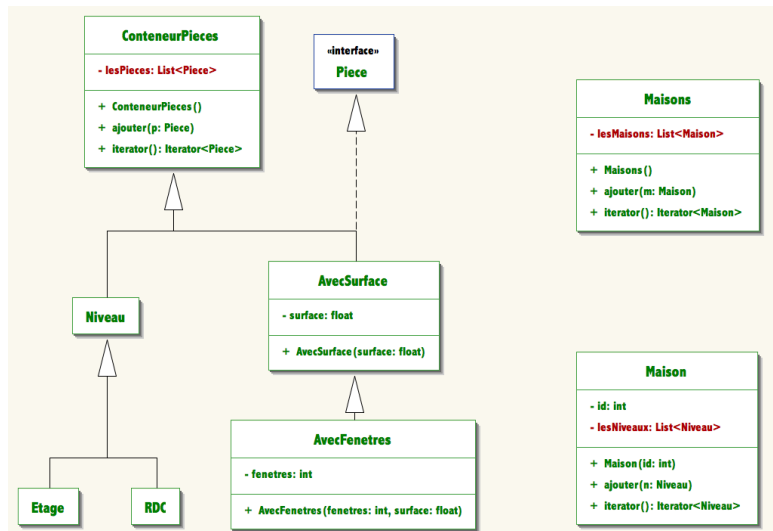 ConteneurPieces
- lesPieces: List<Piece>
+ ConteneurPieces()
+ ajouter(p: Piece)
+ iterator(): Iterator<Piece>
«interface»
Piece
Maisons
- lesMaisons: List<Maison>
+ Maisons()
+ ajouter(m: Maison)
+ iterator(): Iterator<Maison>
Niveau
AvecSurface
- surface: float
+ AvecSurface(surface: float)
Maison
- id: int
- lesNiveaux: List<Niveau>
+ Maison(id: int)
+ ajouter(n: Niveau)
+ iterator(): Iterator<Niveau>
AvecFenetres
- fenetres: int
+ AvecFenetres(fenetres: int, surface: float)
Etage
RDC